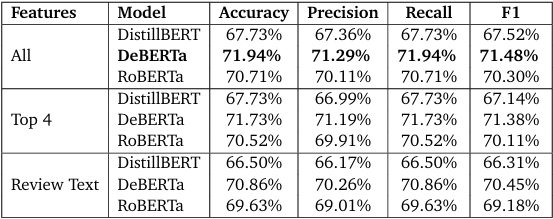 Features Model Accuracy Precision Recall F1
DistillBERT 67.73% 67.36% 67.73% 67.52%
All DeBERTa 71.94% 71.29% 71.94% 71.48%
RoBERTa 70.71% 70.11% 70.71% 70.30%
DistillBERT 67.73% 66.99% 67.73% 67.14%
Top 4 DeBERTa 71.73% 71.19% 71.73% 71.38%
RoBERTa 70.52% 69.91% 70.52% 70.11%
DistillBERT 66.50% 66.17% 66.50% 66.31%
Review Text DeBERTa 70.86% 70.26% 70.86% 70.45%
RoBERTa 69.63% 69.01% 69.63% 69.18%